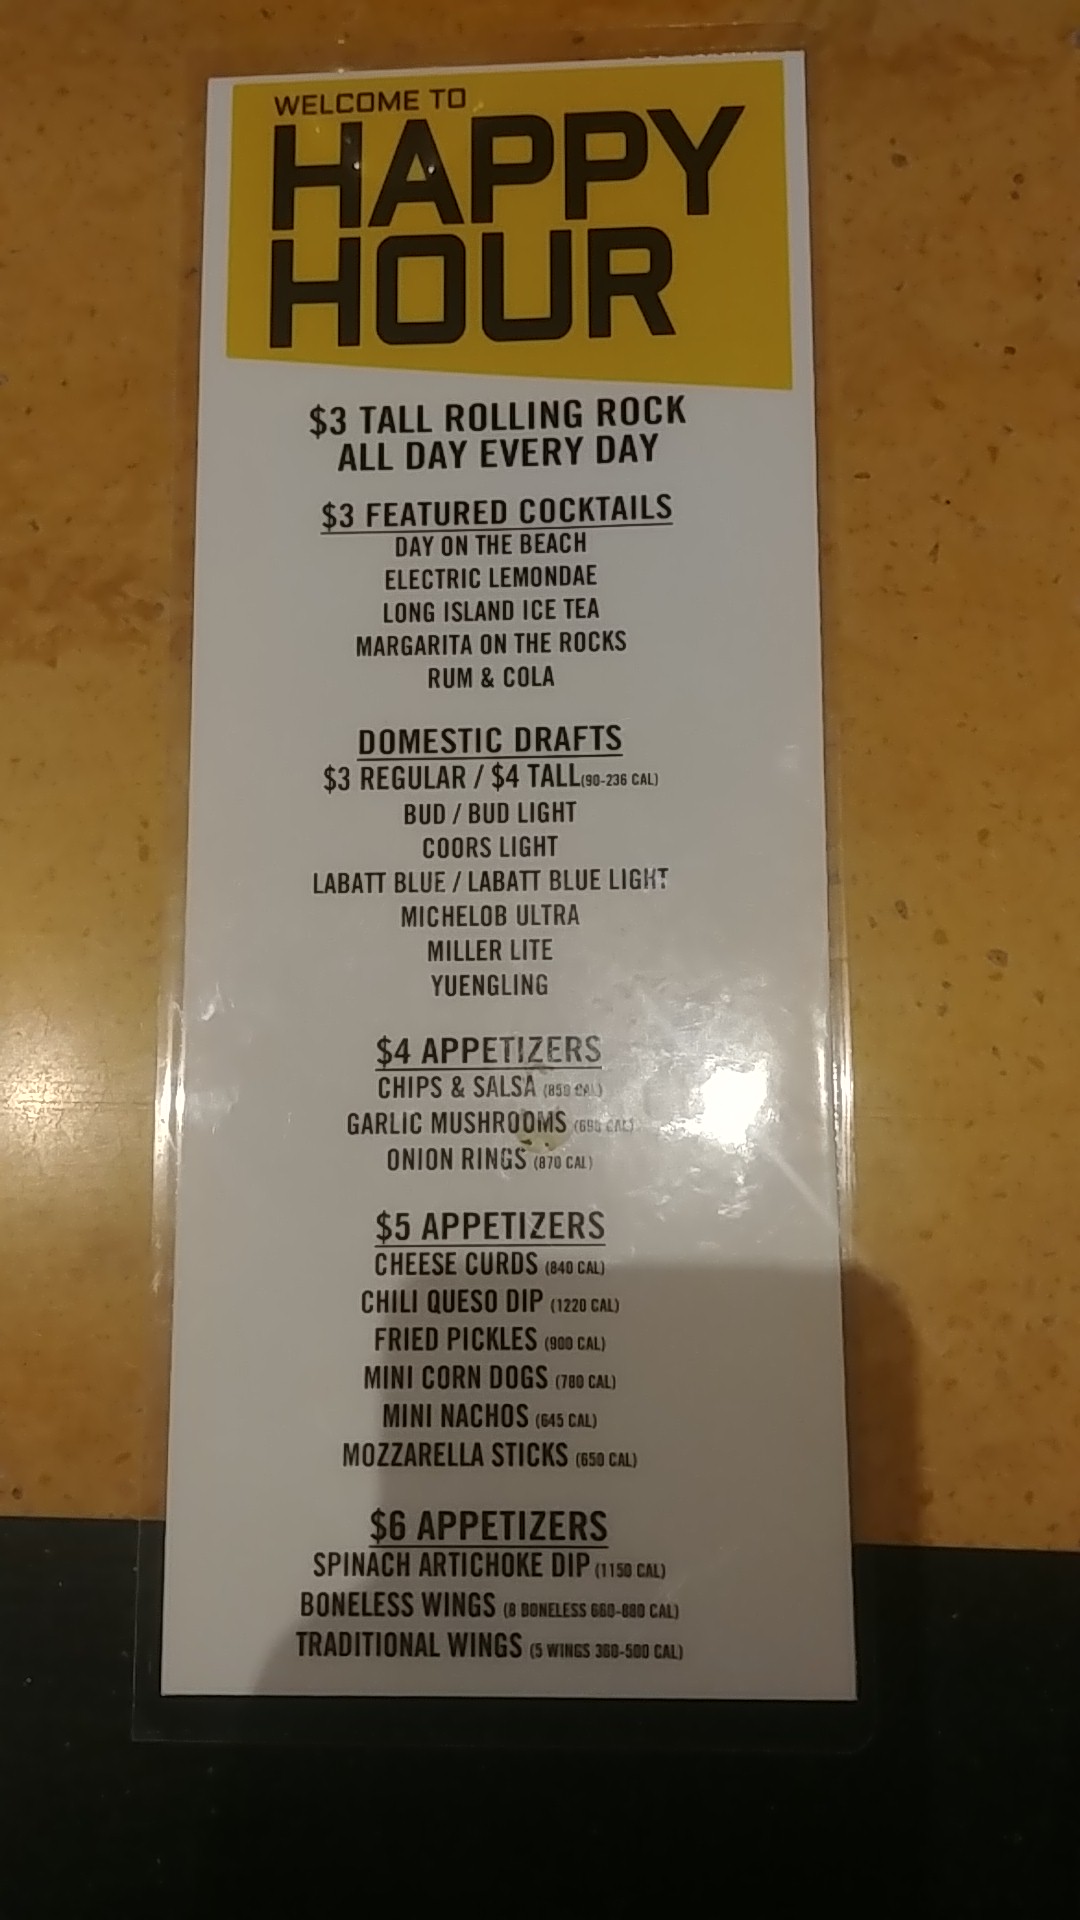 WELCOME TO
HAPPY
HOUR
$3 TALL ROLLING ROCK
ALL DAY EVERY DAY
$3 FEATURED COCKTAILS
DAY ON THE BEACH
ELECTRIC LEMONDAE
LONG ISLAND ICE TEA
MARGARITA ON THE ROCKS
RUM & COLA
DOMESTIC DRAFTS
$3 REGULAR / $4 TALL (90-236 CAL)
BUD / BUD LIGHT
COORS LIGHT
LABATT BLUE / LABATT BLUE LIGHT
MICHELOB ULTRA
MILLER LITE
YUENGLING
$4 APPETIZERS
CHIPS & SALSA (850 CAL)
GARLIC MUSHROOMS CAL)
ONION RINGS (870 CAL)
$5 APPETIZERS
CHEESE CURDS (840 CAL)
CHILI QUESO DIP (1220 CAL)
FRIED PICKLES (900 CAL)
MINI CORN DOGS (780 CAL)
MINI NACHOS (645 CAL)
MOZZARELLA STICKS (650 CAL)
$6 APPETIZERS
SPINACH ARTICHOKE DIP (1150 CAL)
BONELESS WINGS (8 BONELESS 660-880 CAL)
TRADITIONAL WINGS (5 WINGS 360-500 CAL)